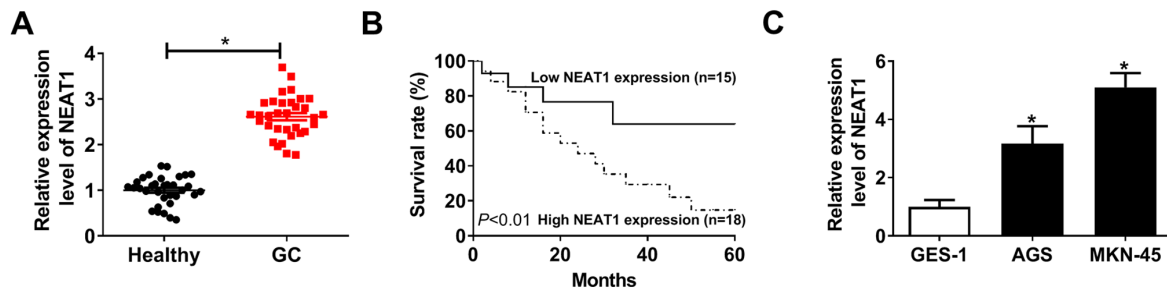 A
Relative expression
level of NEAT1
4
3
2
1
0
*
Healthy
GC
B
Survival rate (%)
100
80
60
40
20
0
Low NEAT1 expression (n=15)
P<0.01 High NEAT1 expression (n=18)
0
20
40
60
Months
C
Relative expression
level of NEAT1
6
4
2
0
*
*
GES-1
AGS
MKN-45